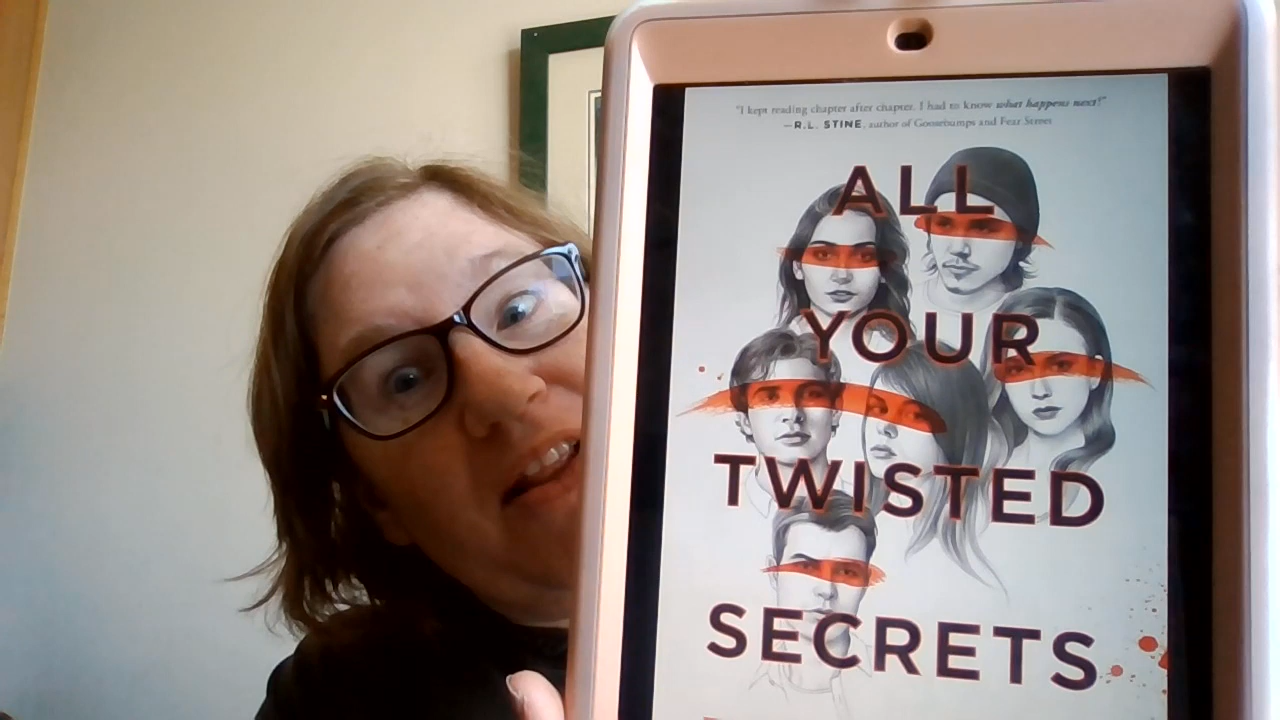 "I kept reading chapter after chapter. I had to know what happens next!"
—R.L. STINE, author of Goosebumps and Fear Street
ALL
YOUR
TWISTED
SECRETS